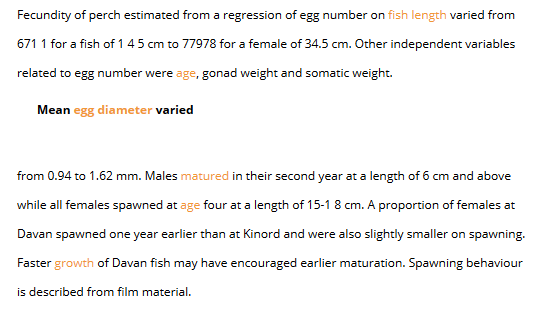 Fecundity of perch estimated from a regression of egg number on fish length varied from
671 1 for a fish of 1 4 5 cm to 77978 for a female of 34.5 cm. Other independent variables
related to egg number were age, gonad weight and somatic weight.
Mean egg diameter varied
from 0.94 to 1.62 mm. Males matured in their second year at a length of 6 cm and above
while all females spawned at age four at a length of 15-1 8 cm. A proportion of females at
Davan spawned one year earlier than at Kinord and were also slightly smaller on spawning.
Faster growth of Davan fish may have encouraged earlier maturation. Spawning behaviour
is described from film material.